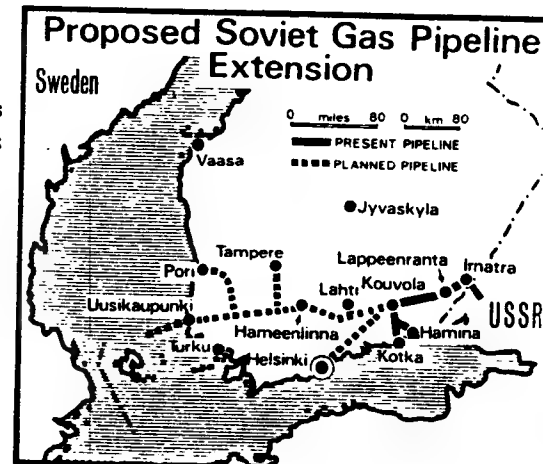 Proposed Soviet Gas Pipeline
Extension
Sweden
0 miles 80 0 km 80
PRESENT PIPELINE
PLANNED PIPELINE
Vaasa
Jyvaskyla
Tampere
Lappeenranta
Pori
Lahti
Kouvola
Irnatra
Uusikaupunki
USSR
Hameenlinna
Hamina
Turku
Helsinki
Kotka